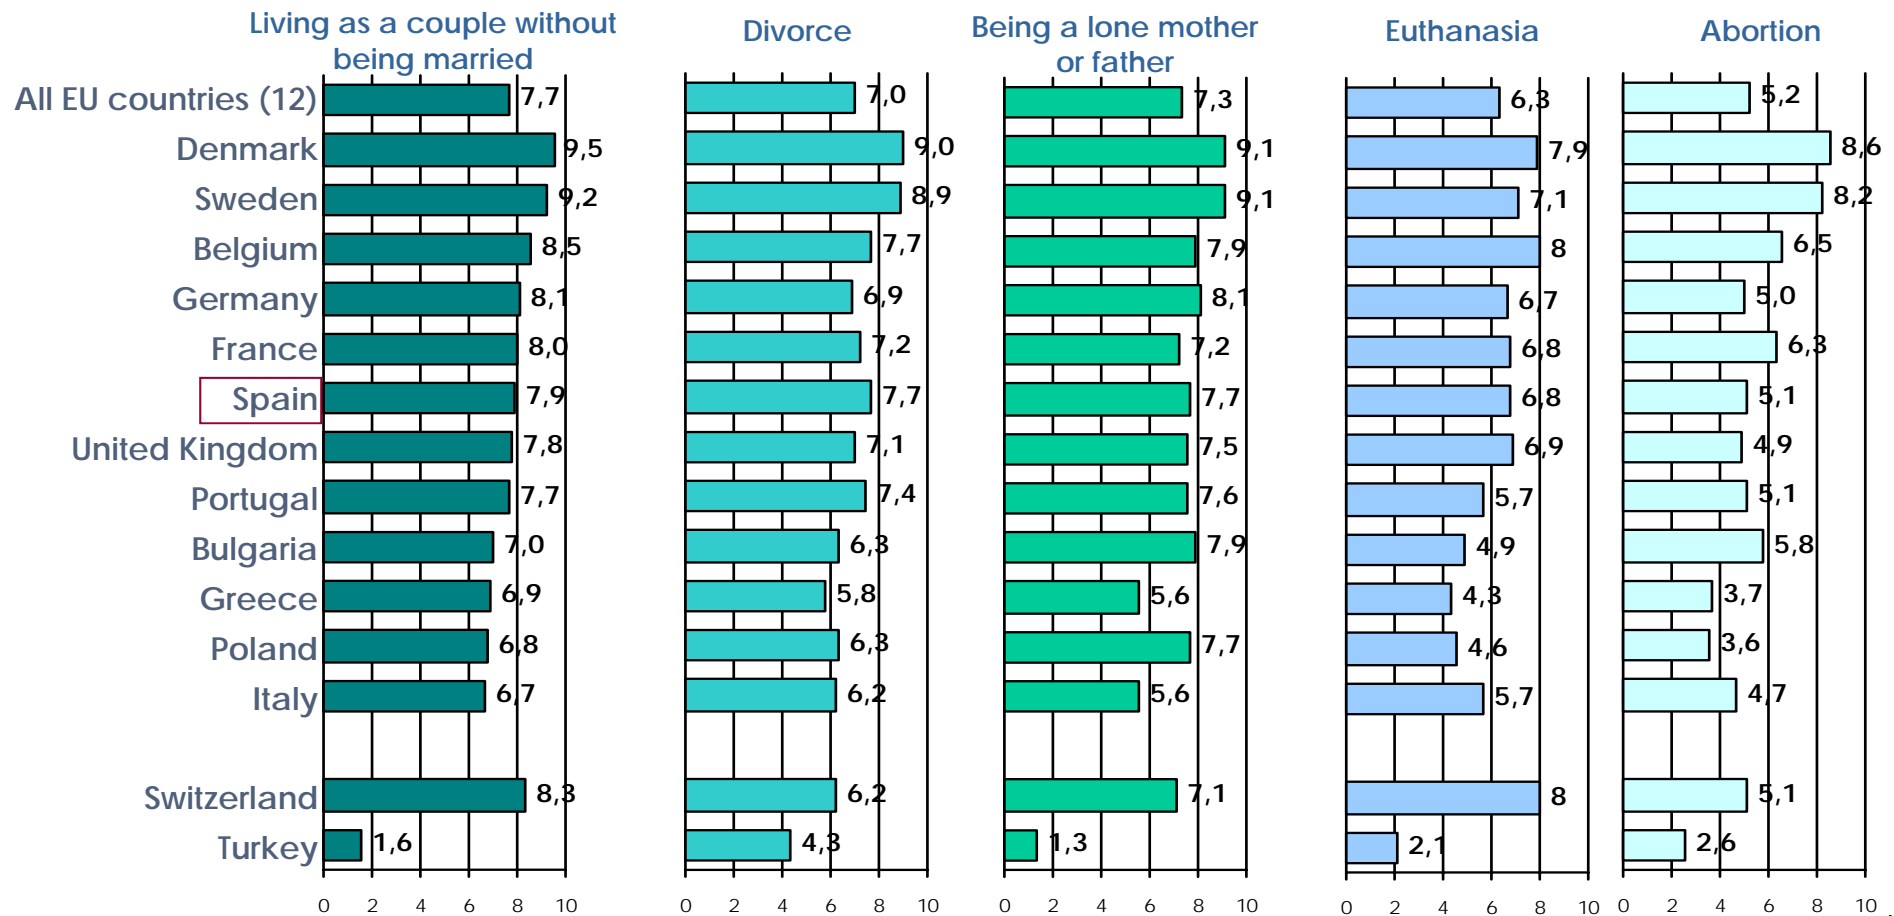 Living as a couple without
being married
Divorce
Being a lone mother
or father
Euthanasia
Abortion
All EU countries (12) 7,7 7,0 7,3 6,3 5,2
Denmark 9,5 9,0 9,1 7,9 8,6
Sweden 9,2 8,9 9,1 7,1 8,2
Belgium 8,5 7,7 7,9 8 6,5
Germany 8,1 6,9 8,1 6,7 5,0
France 8,0 7,2 7,2 6,8 6,3
Spain 7,9 7,7 7,7 6,8 5,1
United Kingdom 7,8 7,1 7,5 6,9 4,9
Portugal 7,7 7,4 7,6 5,7 5,1
Bulgaria 7,0 6,3 7,9 4,9 5,8
Greece 6,9 5,8 5,6 4,3 3,7
Poland 6,8 6,3 7,7 4,6 3,6
Italy 6,7 6,2 5,6 5,7 4,7
Switzerland 8,3 6,2 7,1 8 5,1
Turkey 1,6 4,3 1,3 2,1 2,6
0 2 4 6 8 10 0 2 4 6 8 10 0 2 4 6 8 10 0 2 4 6 8 10 0 2 4 6 8 10